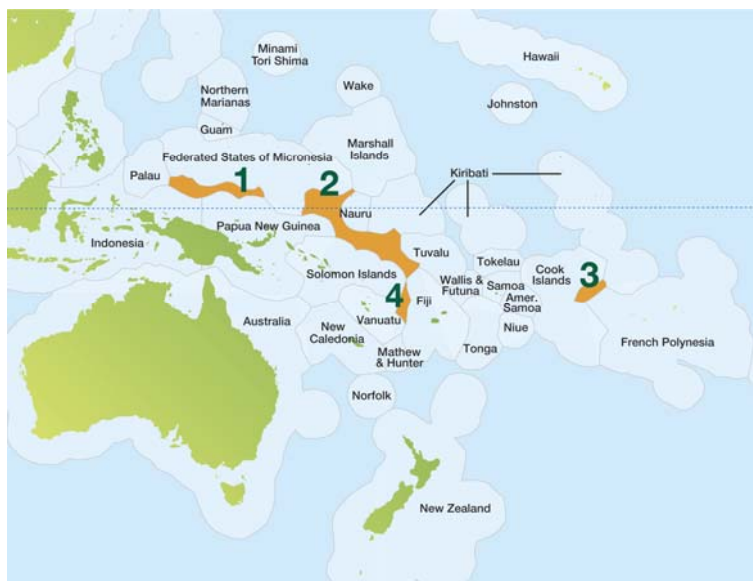 Minami
Tori Shima
Hawaii
Wake
Northern
Marianas
Johnston
Guam
Marshall
Islands
Federated States of Micronesia
Kiribati
Palau
1
2
Nauru
Papua New Guinea
Indonesia
Tuvalu
Tokelau
Solomon Islands
Wallis &
Futuna
Samoa
Amer.
Samoa
Cook
Islands
3
4
Fiji
Australia
Vanuatu
New
Caledonia
Niue
French Polynesia
Mathew
& Hunter
Tonga
Norfolk
New Zealand